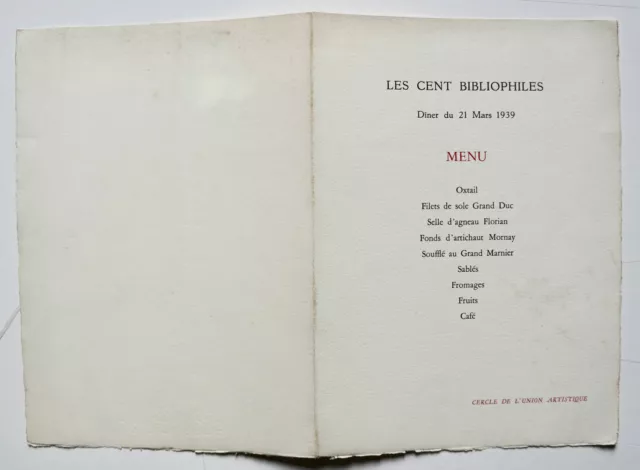 LES CENT BIBLIOPHILES
Dîner du 21 Mars 1939
MENU
Oxtail
Filets de sole Grand Duc
Selle d'agneau Florian
Fonds d'artichaut Mornay
Soufflé au Grand Marnier
Sablés
Fromages
Fruits
Café
CERCLE DE L'UNION ARTISTIQUE